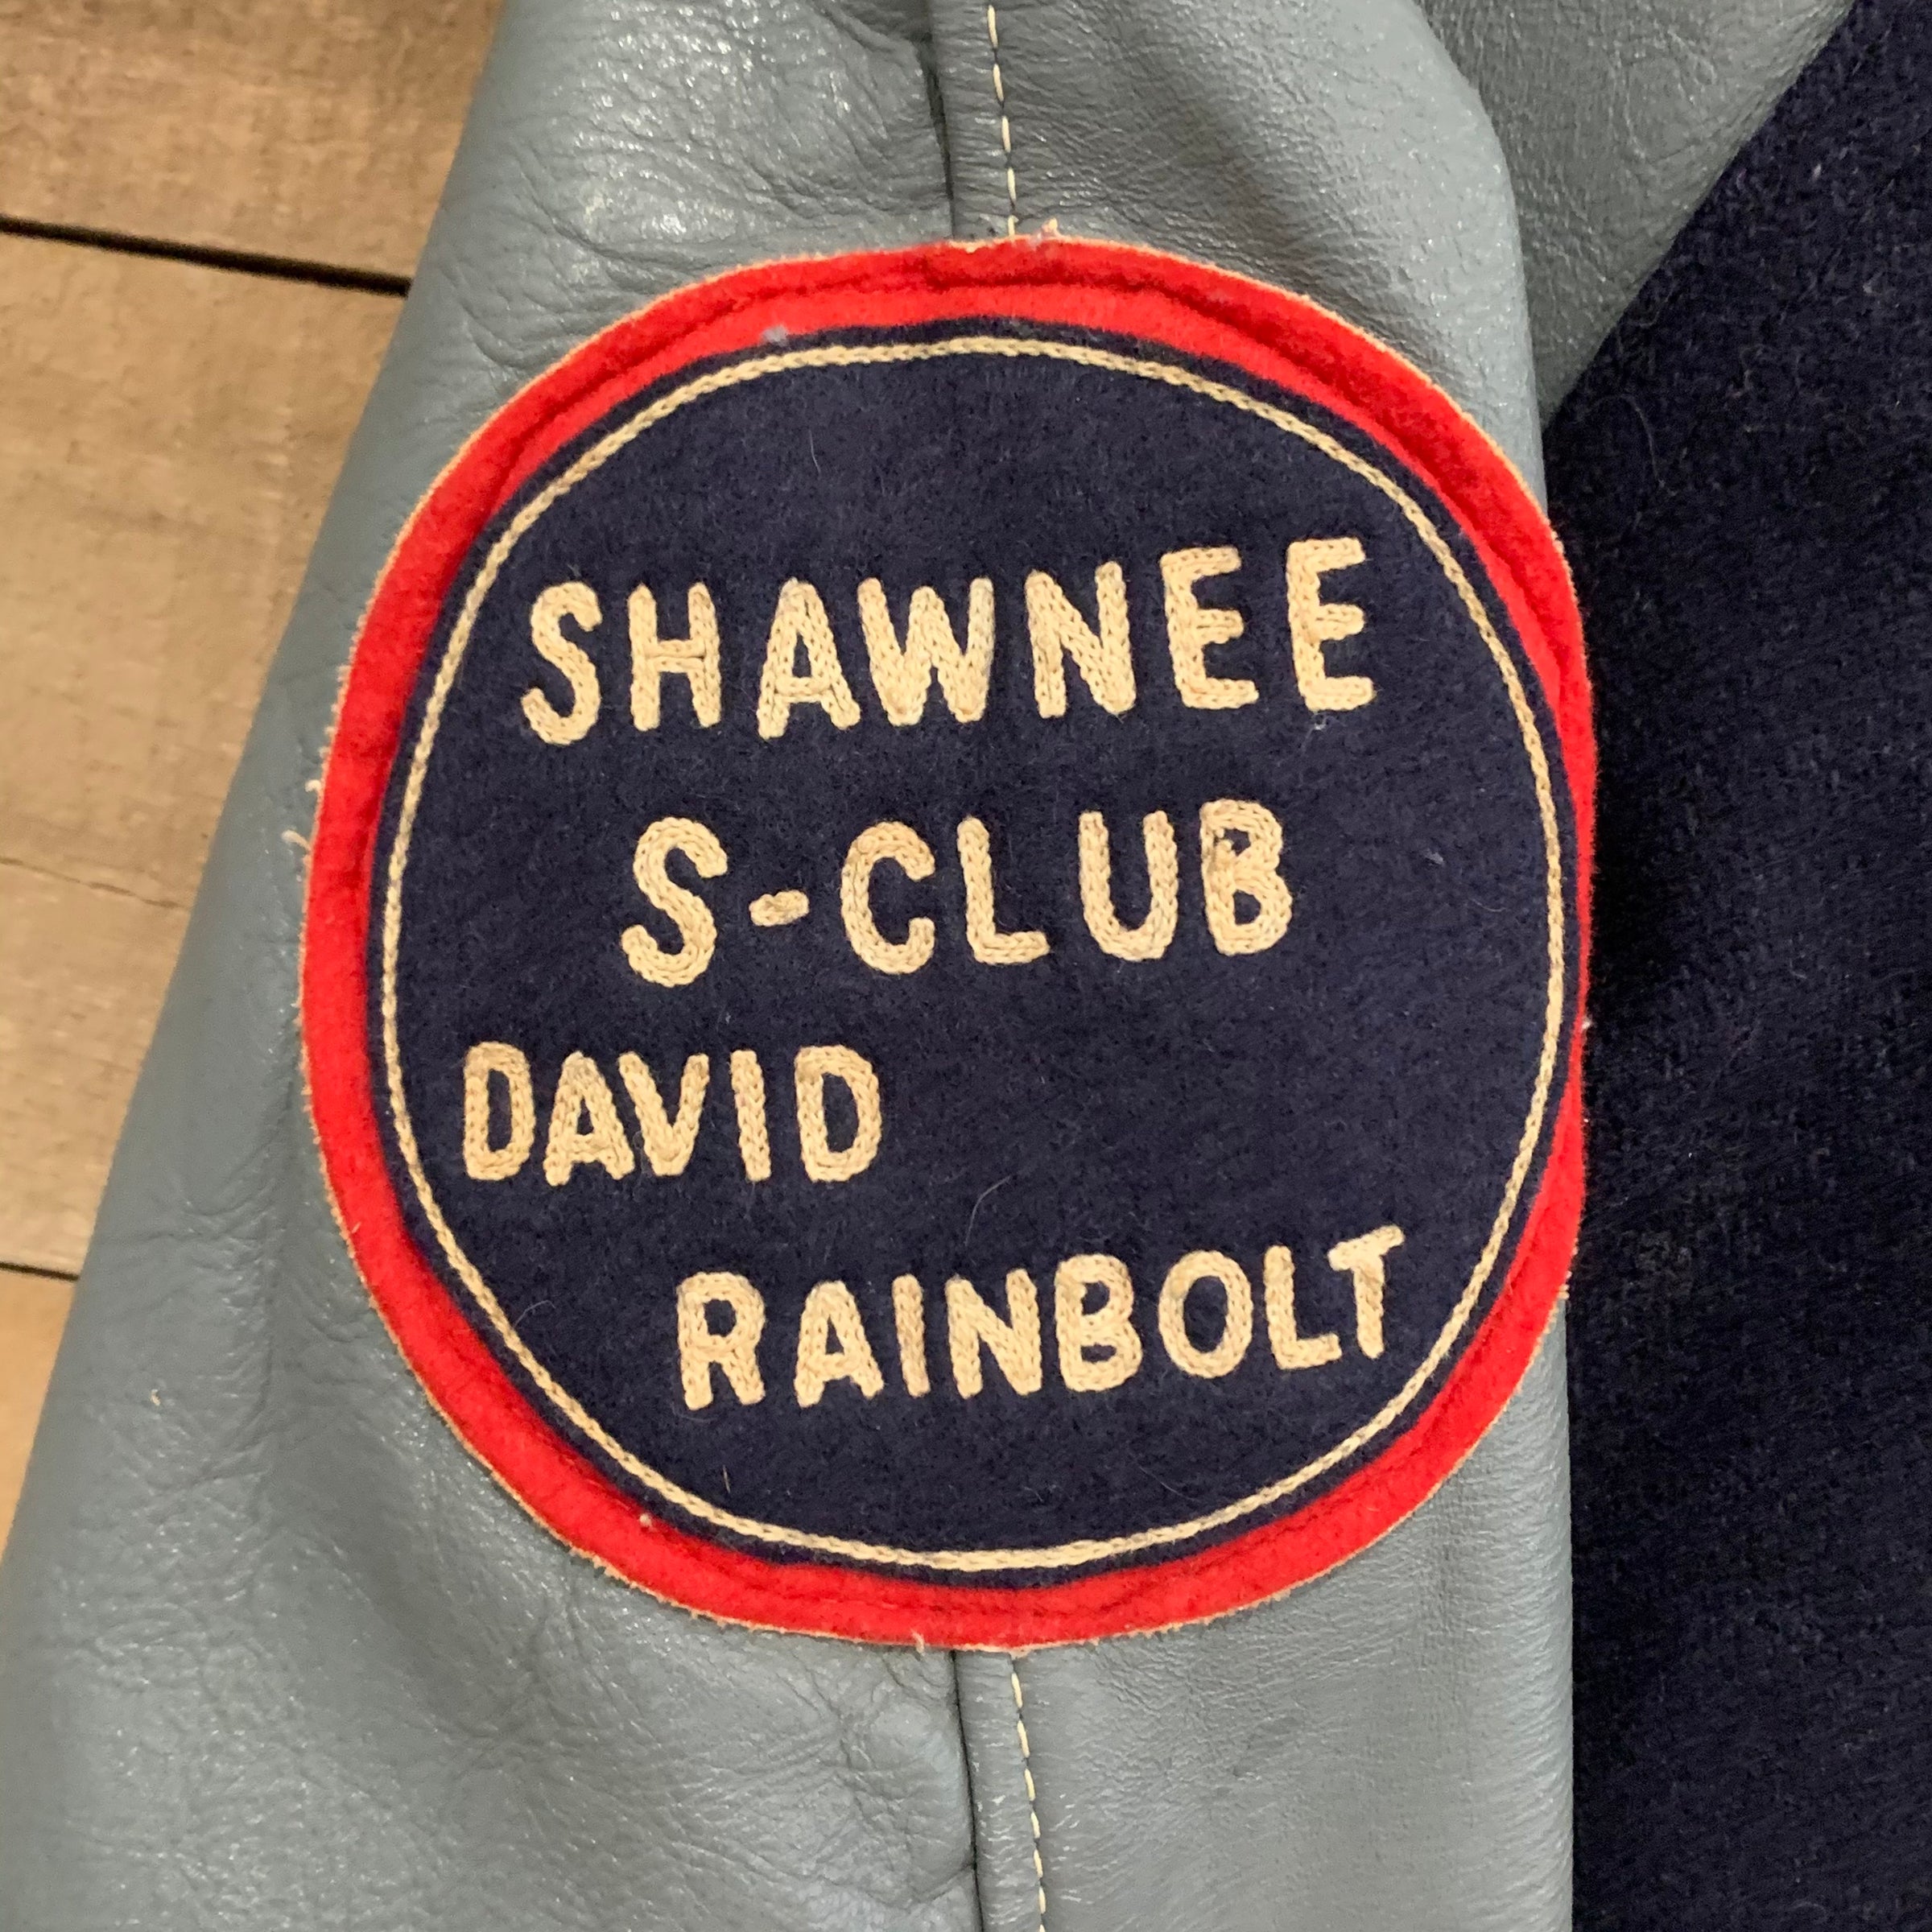 SHAWNEE
S-CLUB
DAVID
RAINBOLT